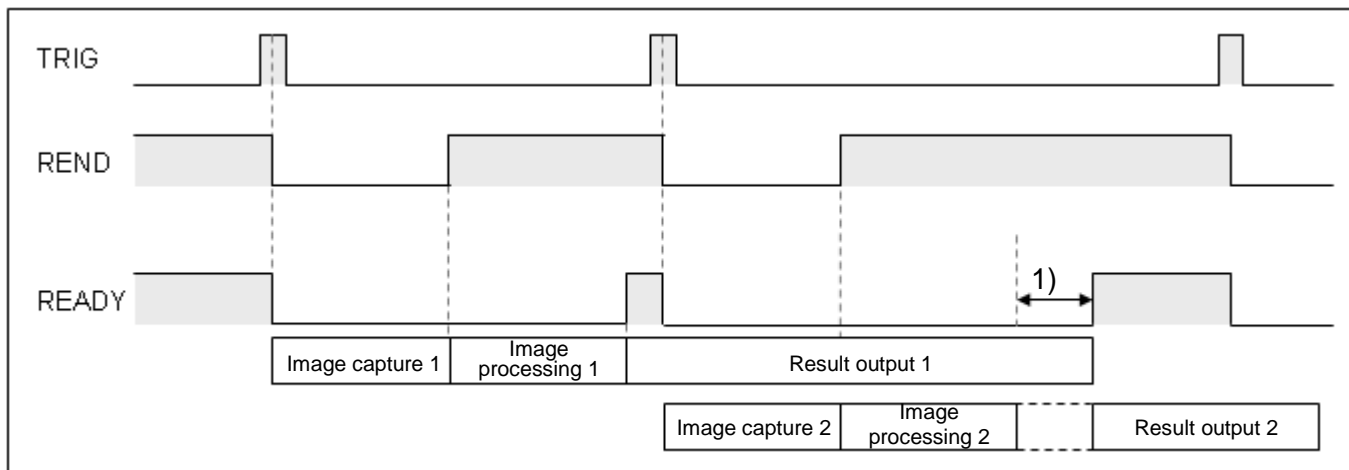 TRIG
REND
READY
1)
Image capture 1
Image
processing 1
Result output 1
Image capture 2
Image
processing 2
Result output 2